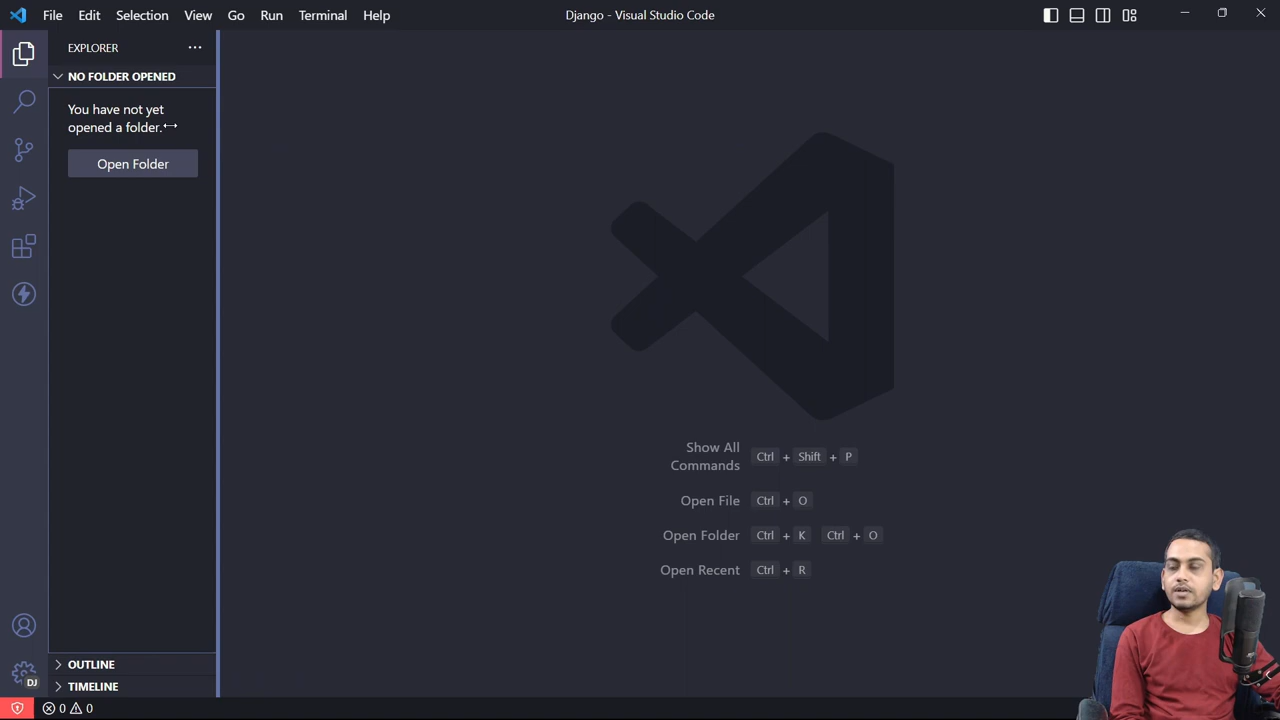 File Edit Selection View Go Run Terminal Help
Django - Visual Studio Code
EXPLORER
NO FOLDER OPENED
You have not yet
opened a folder.
Open Folder
Show All
Commands
Ctrl + Shift + P
Open File Ctrl + O
Open Folder Ctrl + K Ctrl + O
Open Recent Ctrl + R
DJ
OUTLINE
TIMELINE
0 0